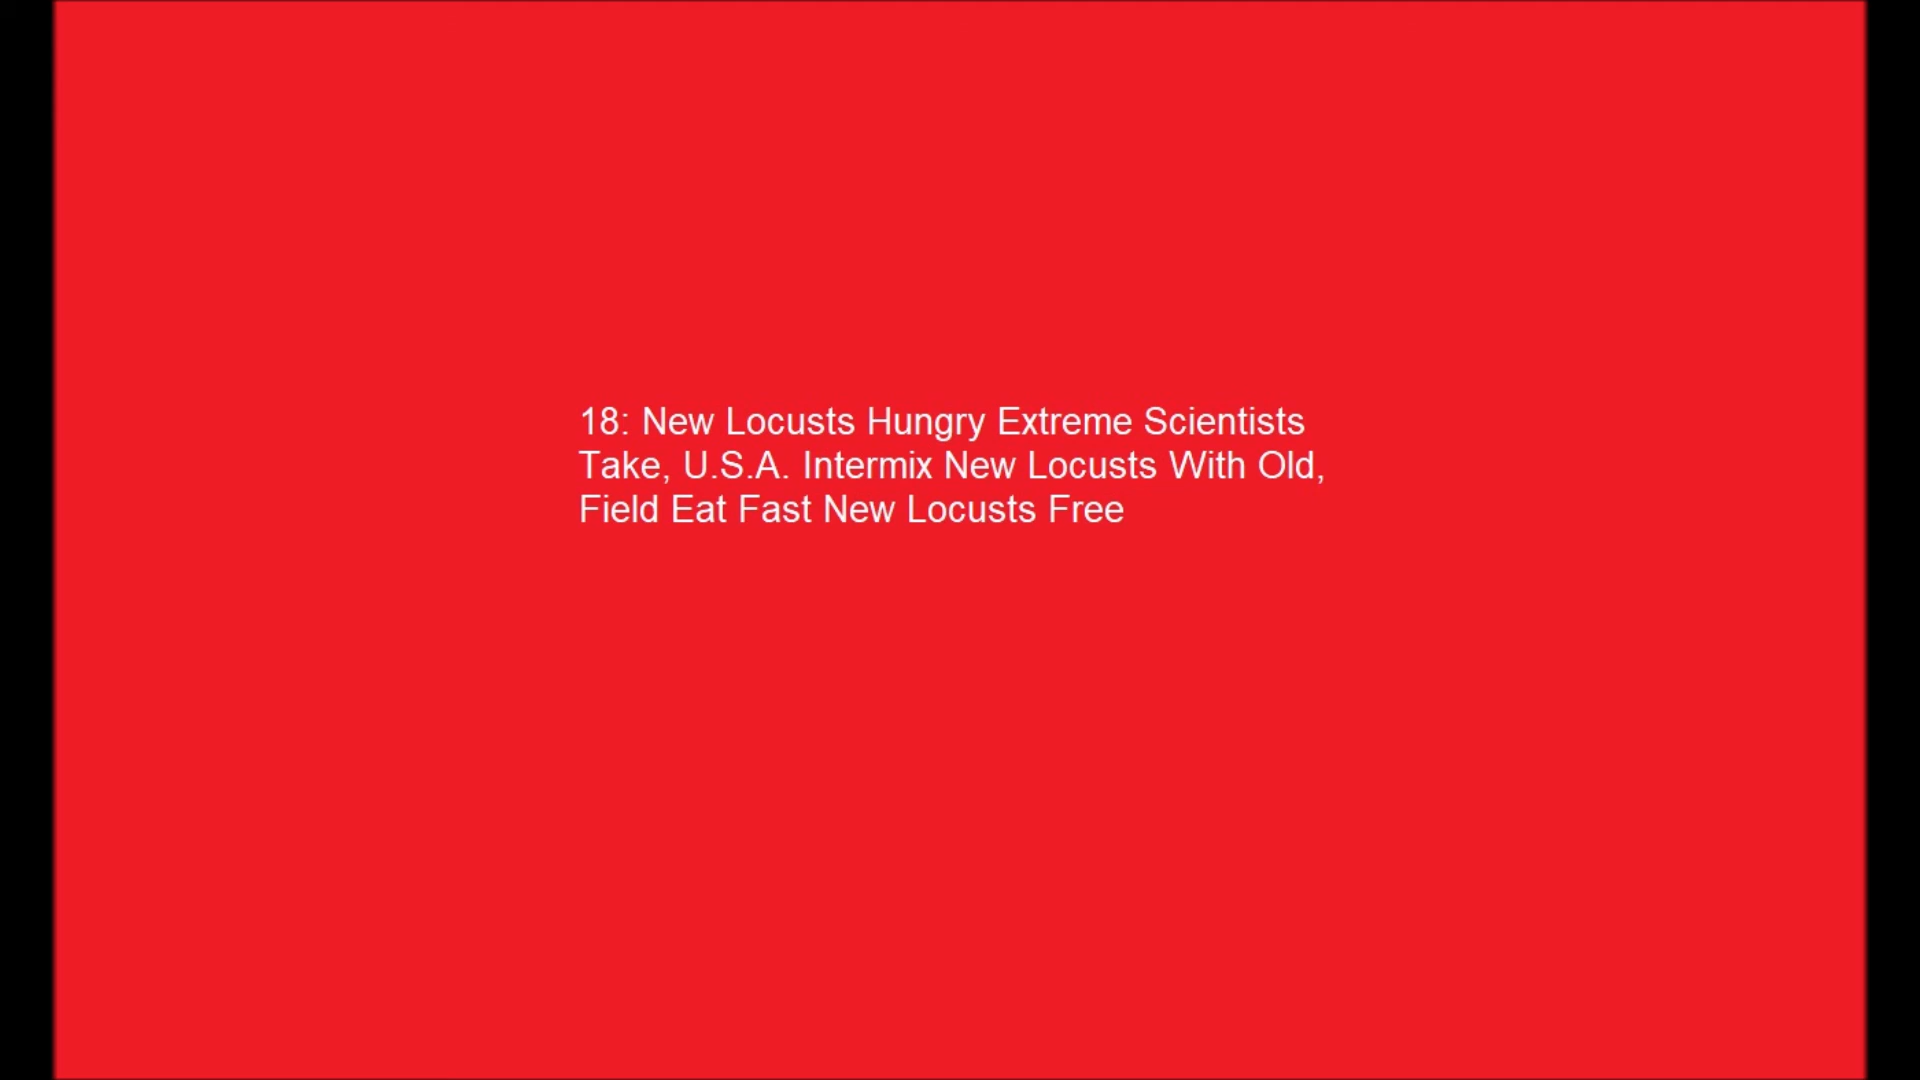 18: New Locusts Hungry Extreme Scientists
Take, U.S.A. Intermix New Locusts With Old,
Field Eat Fast New Locusts Free